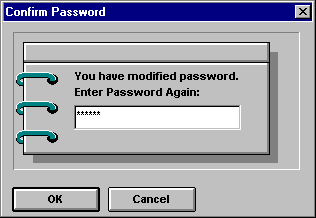 Confirm Password
You have modified password.
Enter Password Again:
******
OK
Cancel